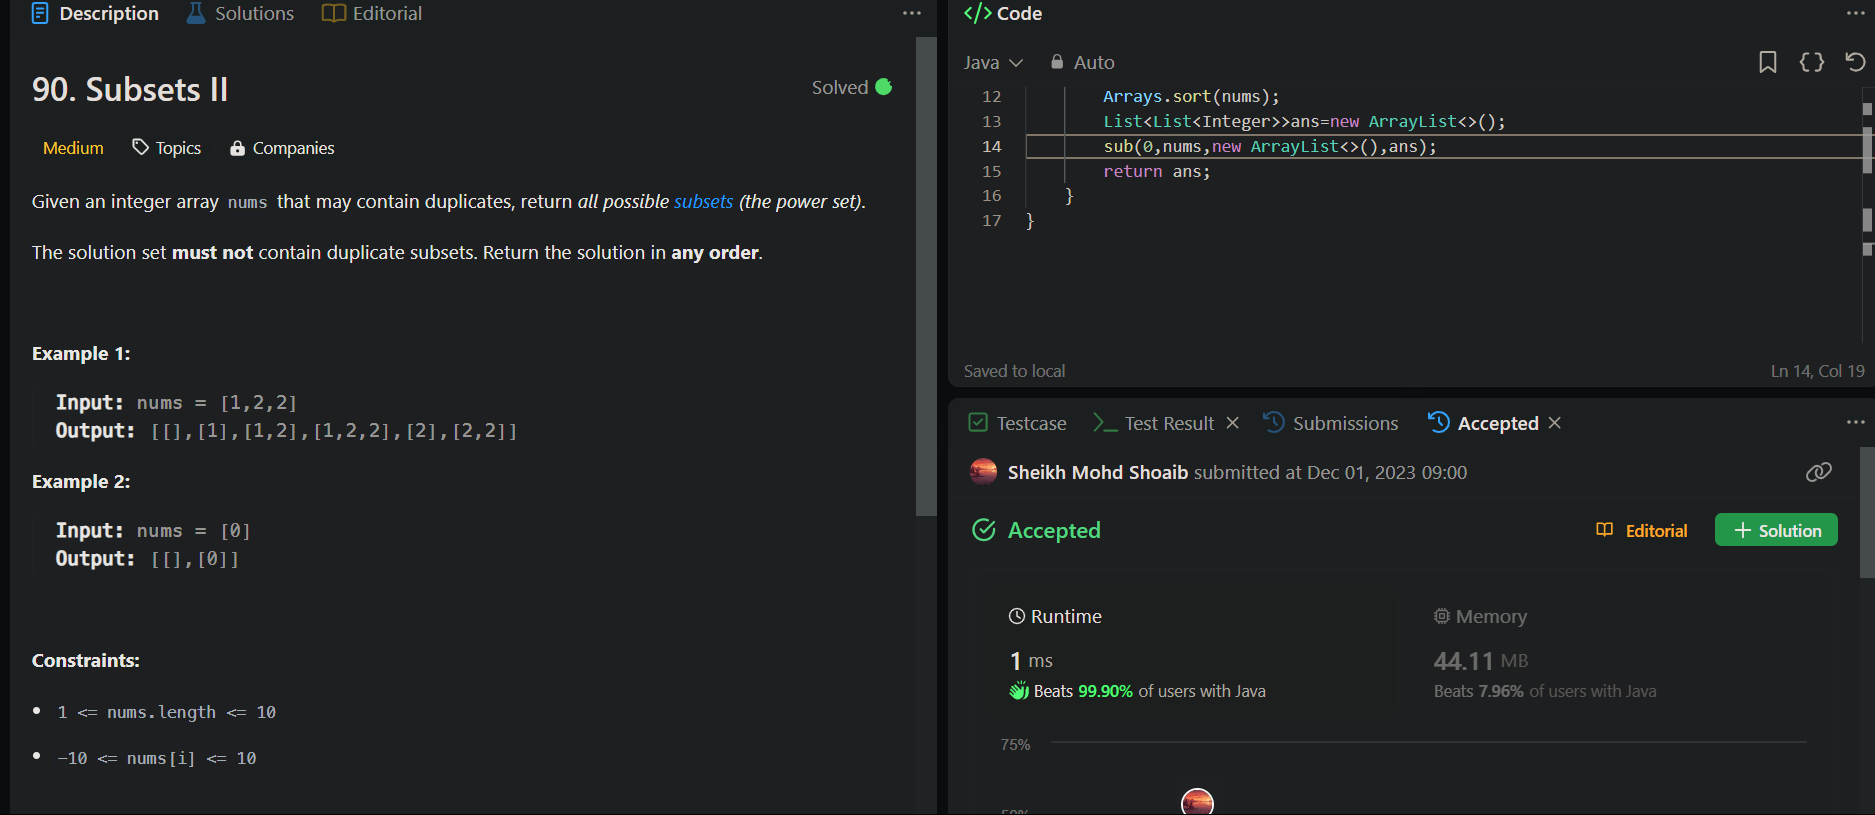 Description Solutions Editorial
90. Subsets II
Solved
Medium Topics Companies
Given an integer array nums that may contain duplicates, return all possible subsets (the power set).
The solution set must not contain duplicate subsets. Return the solution in any order.
Example 1:
Input: nums = [1,2,2]
Output: [[],[1],[1,2],[1,2,2],[2],[2,2]]
Example 2:
Input: nums = [0]
Output: [[],[0]]
Constraints:
• 1 <= nums.length <= 10
• -10 <= nums[i] <= 10
</> Code
Java Auto
12 Arrays.sort(nums);
13 List<List<Integer>>ans=new ArrayList<>();
14 sub(0,nums,new ArrayList<>(),ans);
15 return ans;
16 }
17 }
Saved to local
Ln 14, Col 19
Testcase Test Result Submissions Accepted
Sheikh Mohd Shoaib submitted at Dec 01, 2023 09:00
Accepted
Editorial
+ Solution
Runtime
1 ms
Beats 99.90% of users with Java
Memory
44.11 MB
Beats 7.96% of users with Java
75%